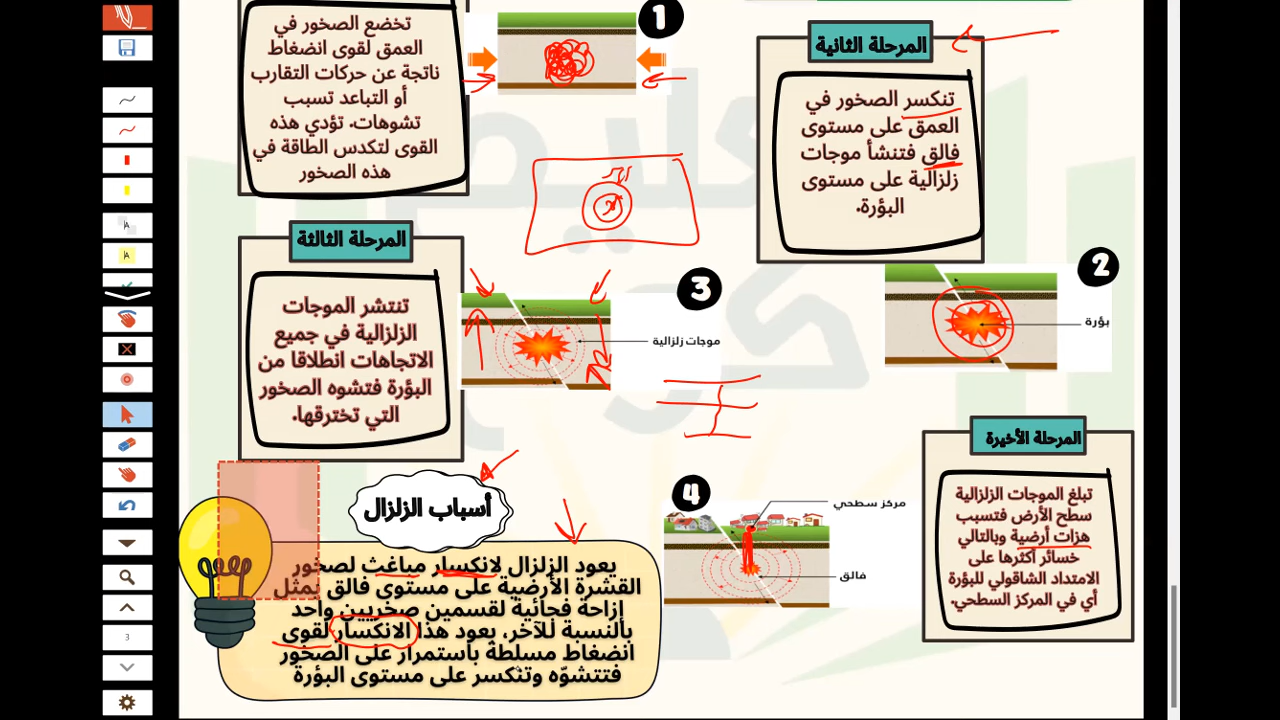 1
تخضع الصخور في
العمق لقوى انضغاط
ناتجة عن حركات التقارب
أو التباعد تسبب
تشوهات. تؤدي هذه
القوى لتكدس الطاقة في
هذه الصخور
المرحلة الثانية
تنكسر الصخور في
العمق على مستوى
فالق فتنشأ موجات
زلزالية على مستوى
البؤرة.
2
بؤرة
المرحلة الثالثة
تنتشر الموجات
الزلزالية في جميع
الاتجاهات انطلاقا من
البؤرة فتشوه الصخور
التي تخترقها.
3
موجات زلزالية
المرحلة الأخيرة
تبلغ الموجات الزلزالية
سطح الأرض فتسبب
هزات أرضية وبالتالي
خسائر أكثرها على
الامتداد الشاقولي للبؤرة
أي في المركز السطحي.
4
مركز سطحي
فالق
أسباب الزلزال
يعود الزلزال لانكسار مباغث لصخور
القشرة الأرضية على مستوى فالق يمثل
إزاحة فجائية لقسمين صخريين واحد
بالنسبة للآخر. يعود هذا الانكسار لقوى
انضغاط مسلطة باستمرار على الصخور
فتتشوّه وتنكسر على مستوى البؤرة
A
A
3